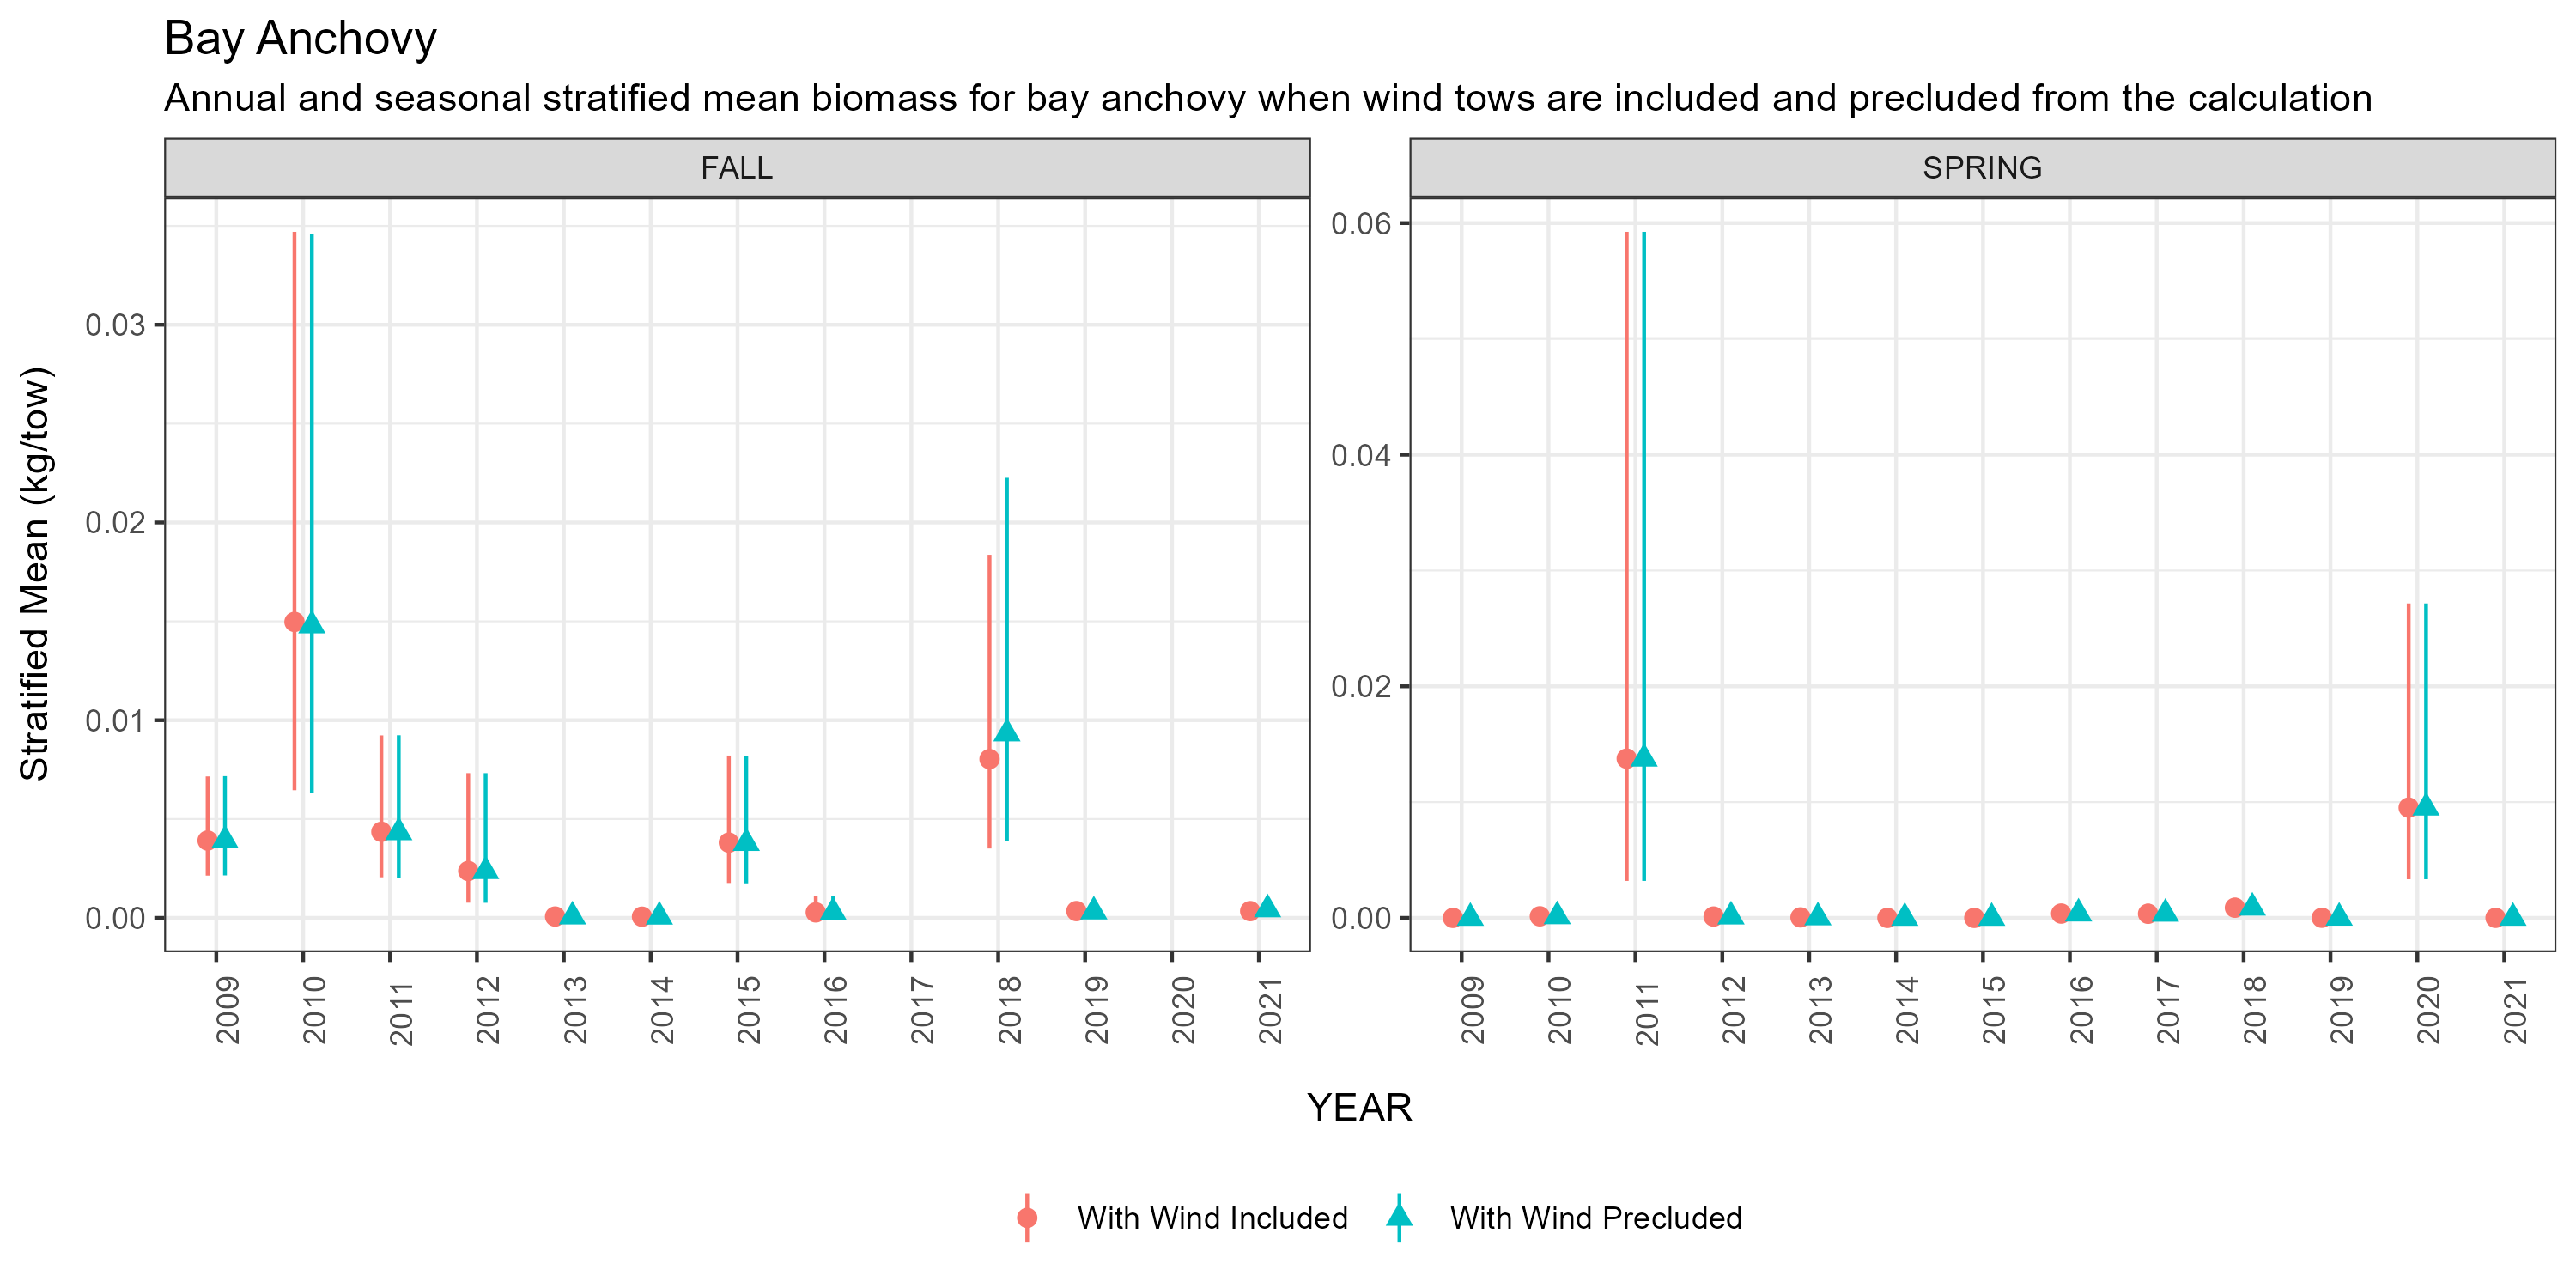 Bay Anchovy
Annual and seasonal stratified mean biomass for bay anchovy when wind tows are included and precluded from the calculation
FALL
SPRING
Stratified Mean (kg/tow)
0.03
0.02
0.01
0.00
0.06
0.04
0.02
0.00
2009 2010 2011 2012 2013 2014 2015 2016 2017 2018 2019 2020 2021
2009 2010 2011 2012 2013 2014 2015 2016 2017 2018 2019 2020 2021
YEAR
With Wind Included
With Wind Precluded